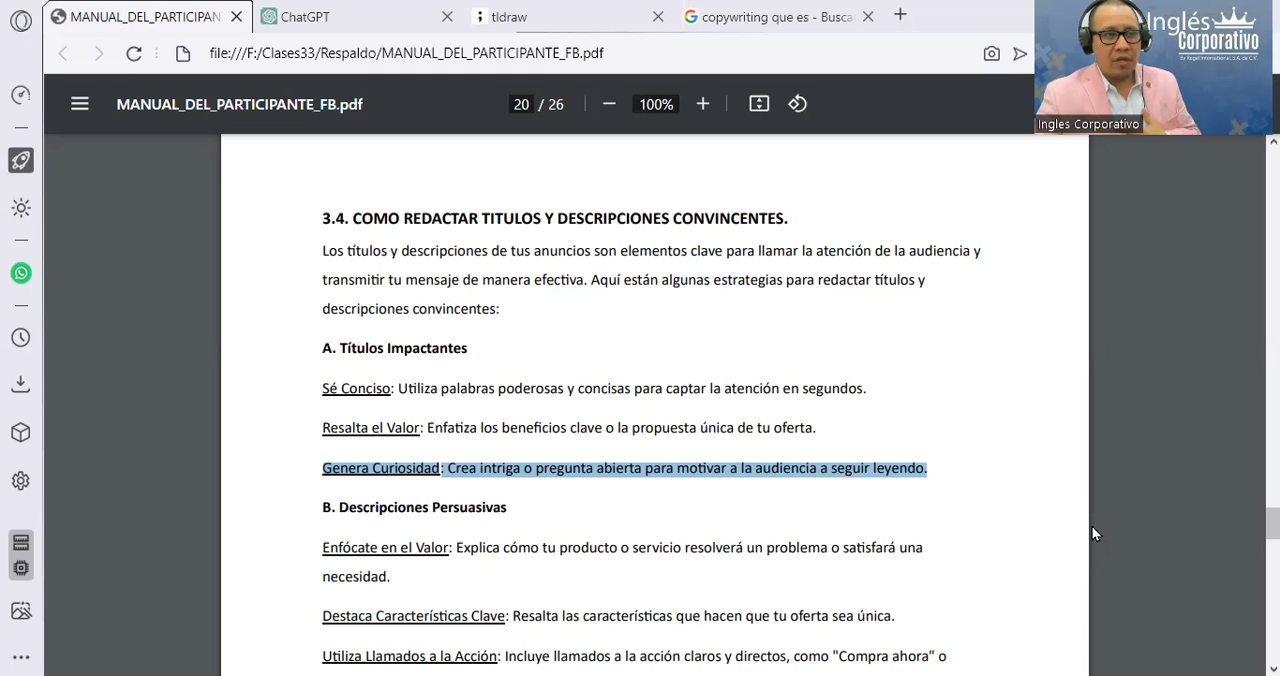 MANUAL_DEL_PARTICIPAN
ChatGPT
tldraw
copywriting que es - Busca
file:///F:/Clases33/Respaldo/MANUAL_DEL_PARTICIPANTE_FB.pdf
MANUAL_DEL_PARTICIPANTE_FB.pdf
20 / 26
100%
Inglés
Corporativo
By Regal International, S.A. de C.V.
Ingles Corporativo
3.4. COMO REDACTAR TITULOS Y DESCRIPCIONES CONVINCENTES.
Los títulos y descripciones de tus anuncios son elementos clave para llamar la atención de la audiencia y
transmitir tu mensaje de manera efectiva. Aquí están algunas estrategias para redactar títulos y
descripciones convincentes:
A. Títulos Impactantes
Sé Conciso: Utiliza palabras poderosas y concisas para captar la atención en segundos.
Resalta el Valor: Enfatiza los beneficios clave o la propuesta única de tu oferta.
Genera Curiosidad: Crea intriga o pregunta abierta para motivar a la audiencia a seguir leyendo.
B. Descripciones Persuasivas
Enfócate en el Valor: Explica cómo tu producto o servicio resolverá un problema o satisfará una
necesidad.
Destaca Características Clave: Resalta las características que hacen que tu oferta sea única.
Utiliza Llamados a la Acción: Incluye llamados a la acción claros y directos, como "Compra ahora" o